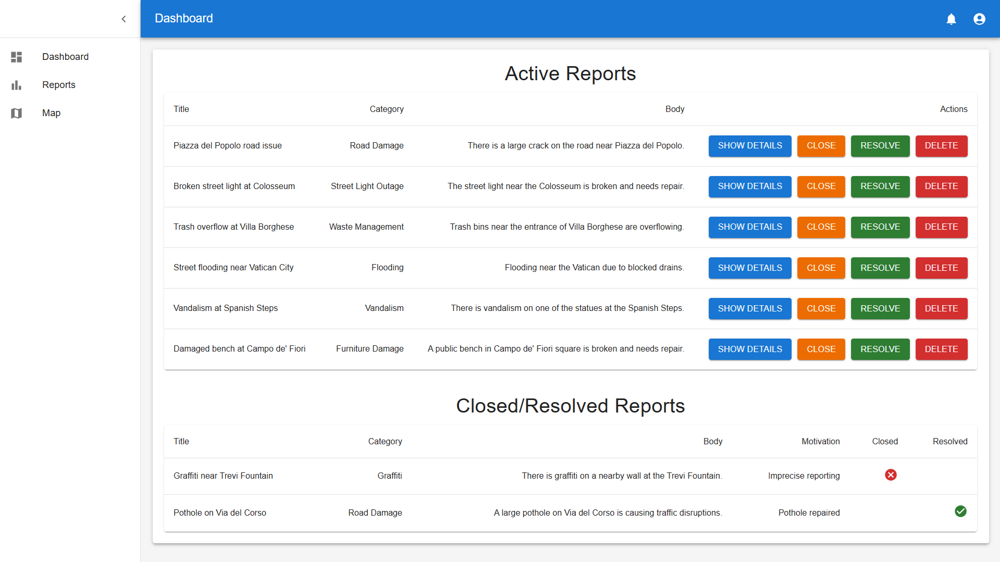 Dashboard
Dashboard
Reports
Map
Active Reports
Title Category Body Actions
Piazza del Popolo road issue Road Damage There is a large crack on the road near Piazza del Popolo. SHOW DETAILS CLOSE RESOLVE DELETE
Broken street light at Colosseum Street Light Outage The street light near the Colosseum is broken and needs repair. SHOW DETAILS CLOSE RESOLVE DELETE
Trash overflow at Villa Borghese Waste Management Trash bins near the entrance of Villa Borghese are overflowing. SHOW DETAILS CLOSE RESOLVE DELETE
Street flooding near Vatican City Flooding Flooding near the Vatican due to blocked drains. SHOW DETAILS CLOSE RESOLVE DELETE
Vandalism at Spanish Steps Vandalism There is vandalism on one of the statues at the Spanish Steps. SHOW DETAILS CLOSE RESOLVE DELETE
Damaged bench at Campo de' Fiori Furniture Damage A public bench in Campo de' Fiori square is broken and needs repair. SHOW DETAILS CLOSE RESOLVE DELETE
Closed/Resolved Reports
Title Category Body Motivation Closed Resolved
Graffiti near Trevi Fountain Graffiti There is graffiti on a nearby wall at the Trevi Fountain. Imprecise reporting
Pothole on Via del Corso Road Damage A large pothole on Via del Corso is causing traffic disruptions. Pothole repaired